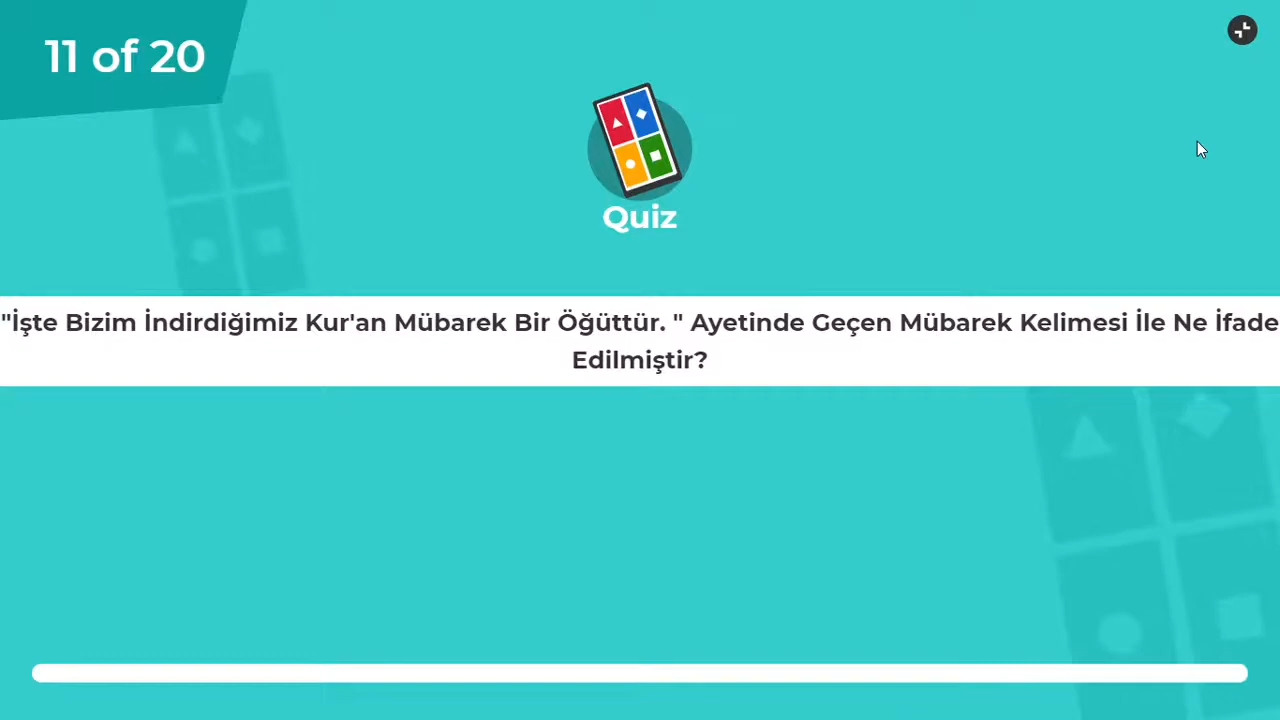 11 of 20
Quiz
"İşte Bizim İndirdiğimiz Kur'an Mübarek Bir Öğüttür. " Ayetinde Geçen Mübarek Kelimesi İle Ne İfade
Edilmiştir?